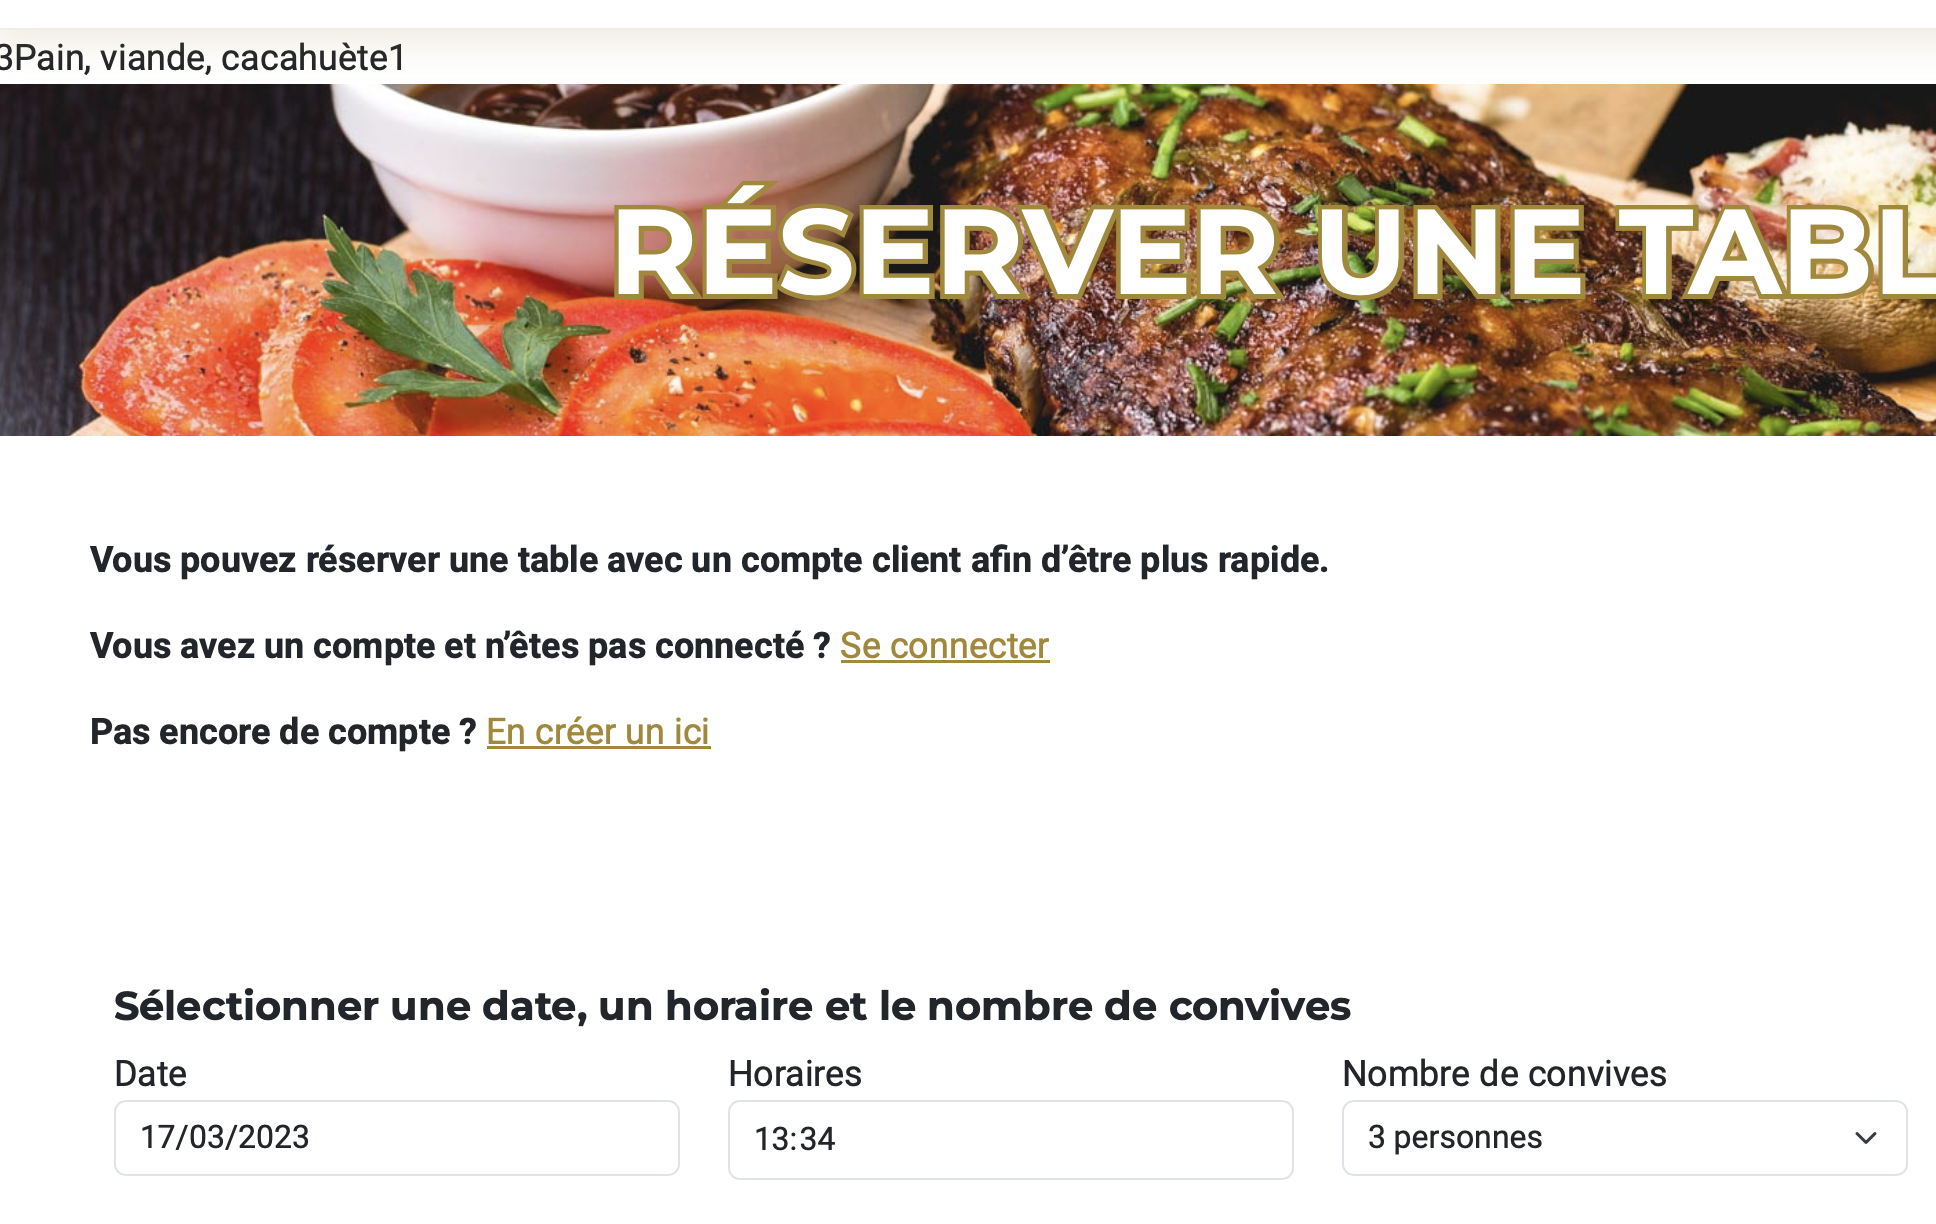 3Pain, viande, cacahuète1
RÉSERVER UNE TABL
Vous pouvez réserver une table avec un compte client afin d’être plus rapide.
Vous avez un compte et n’êtes pas connecté ? Se connecter
Pas encore de compte ? En créer un ici
Sélectionner une date, un horaire et le nombre de convives
Date
Horaires
Nombre de convives
17/03/2023
13:34
3 personnes